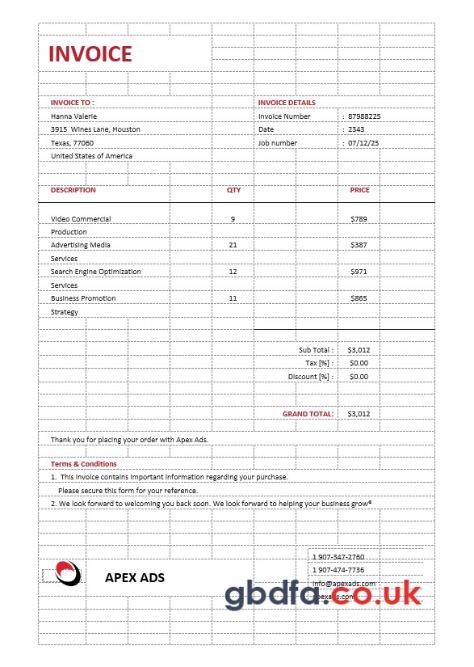 INVOICE
INVOICE TO : INVOICE DETAILS
Hanna Valerie Invoice Number : 87988225
3915 Wines Lane, Houston Date : 2343
Texas, 77060 Job number : 07/12/25
United States of America
DESCRIPTION QTY PRICE
Video Commercial 9 $789
Production
Advertising Media 21 $387
Services
Search Engine Optimization 12 $971
Services
Business Promotion 11 $865
Strategy
Sub Total : $3,012
Tax [%] : $0.00
Discount [%] : $0.00
GRAND TOTAL: $3,012
Thank you for placing your order with Apex Ads.
Terms & Conditions
1. This invoice contains important information regarding your purchase.
Please secure this form for your reference.
2. We look forward to welcoming you back soon. We look forward to helping your business grow®
1 907-347-2760
1 907-474-7736
APEX ADS
info@apexads.com
apexads.com
gbdfa.co.uk